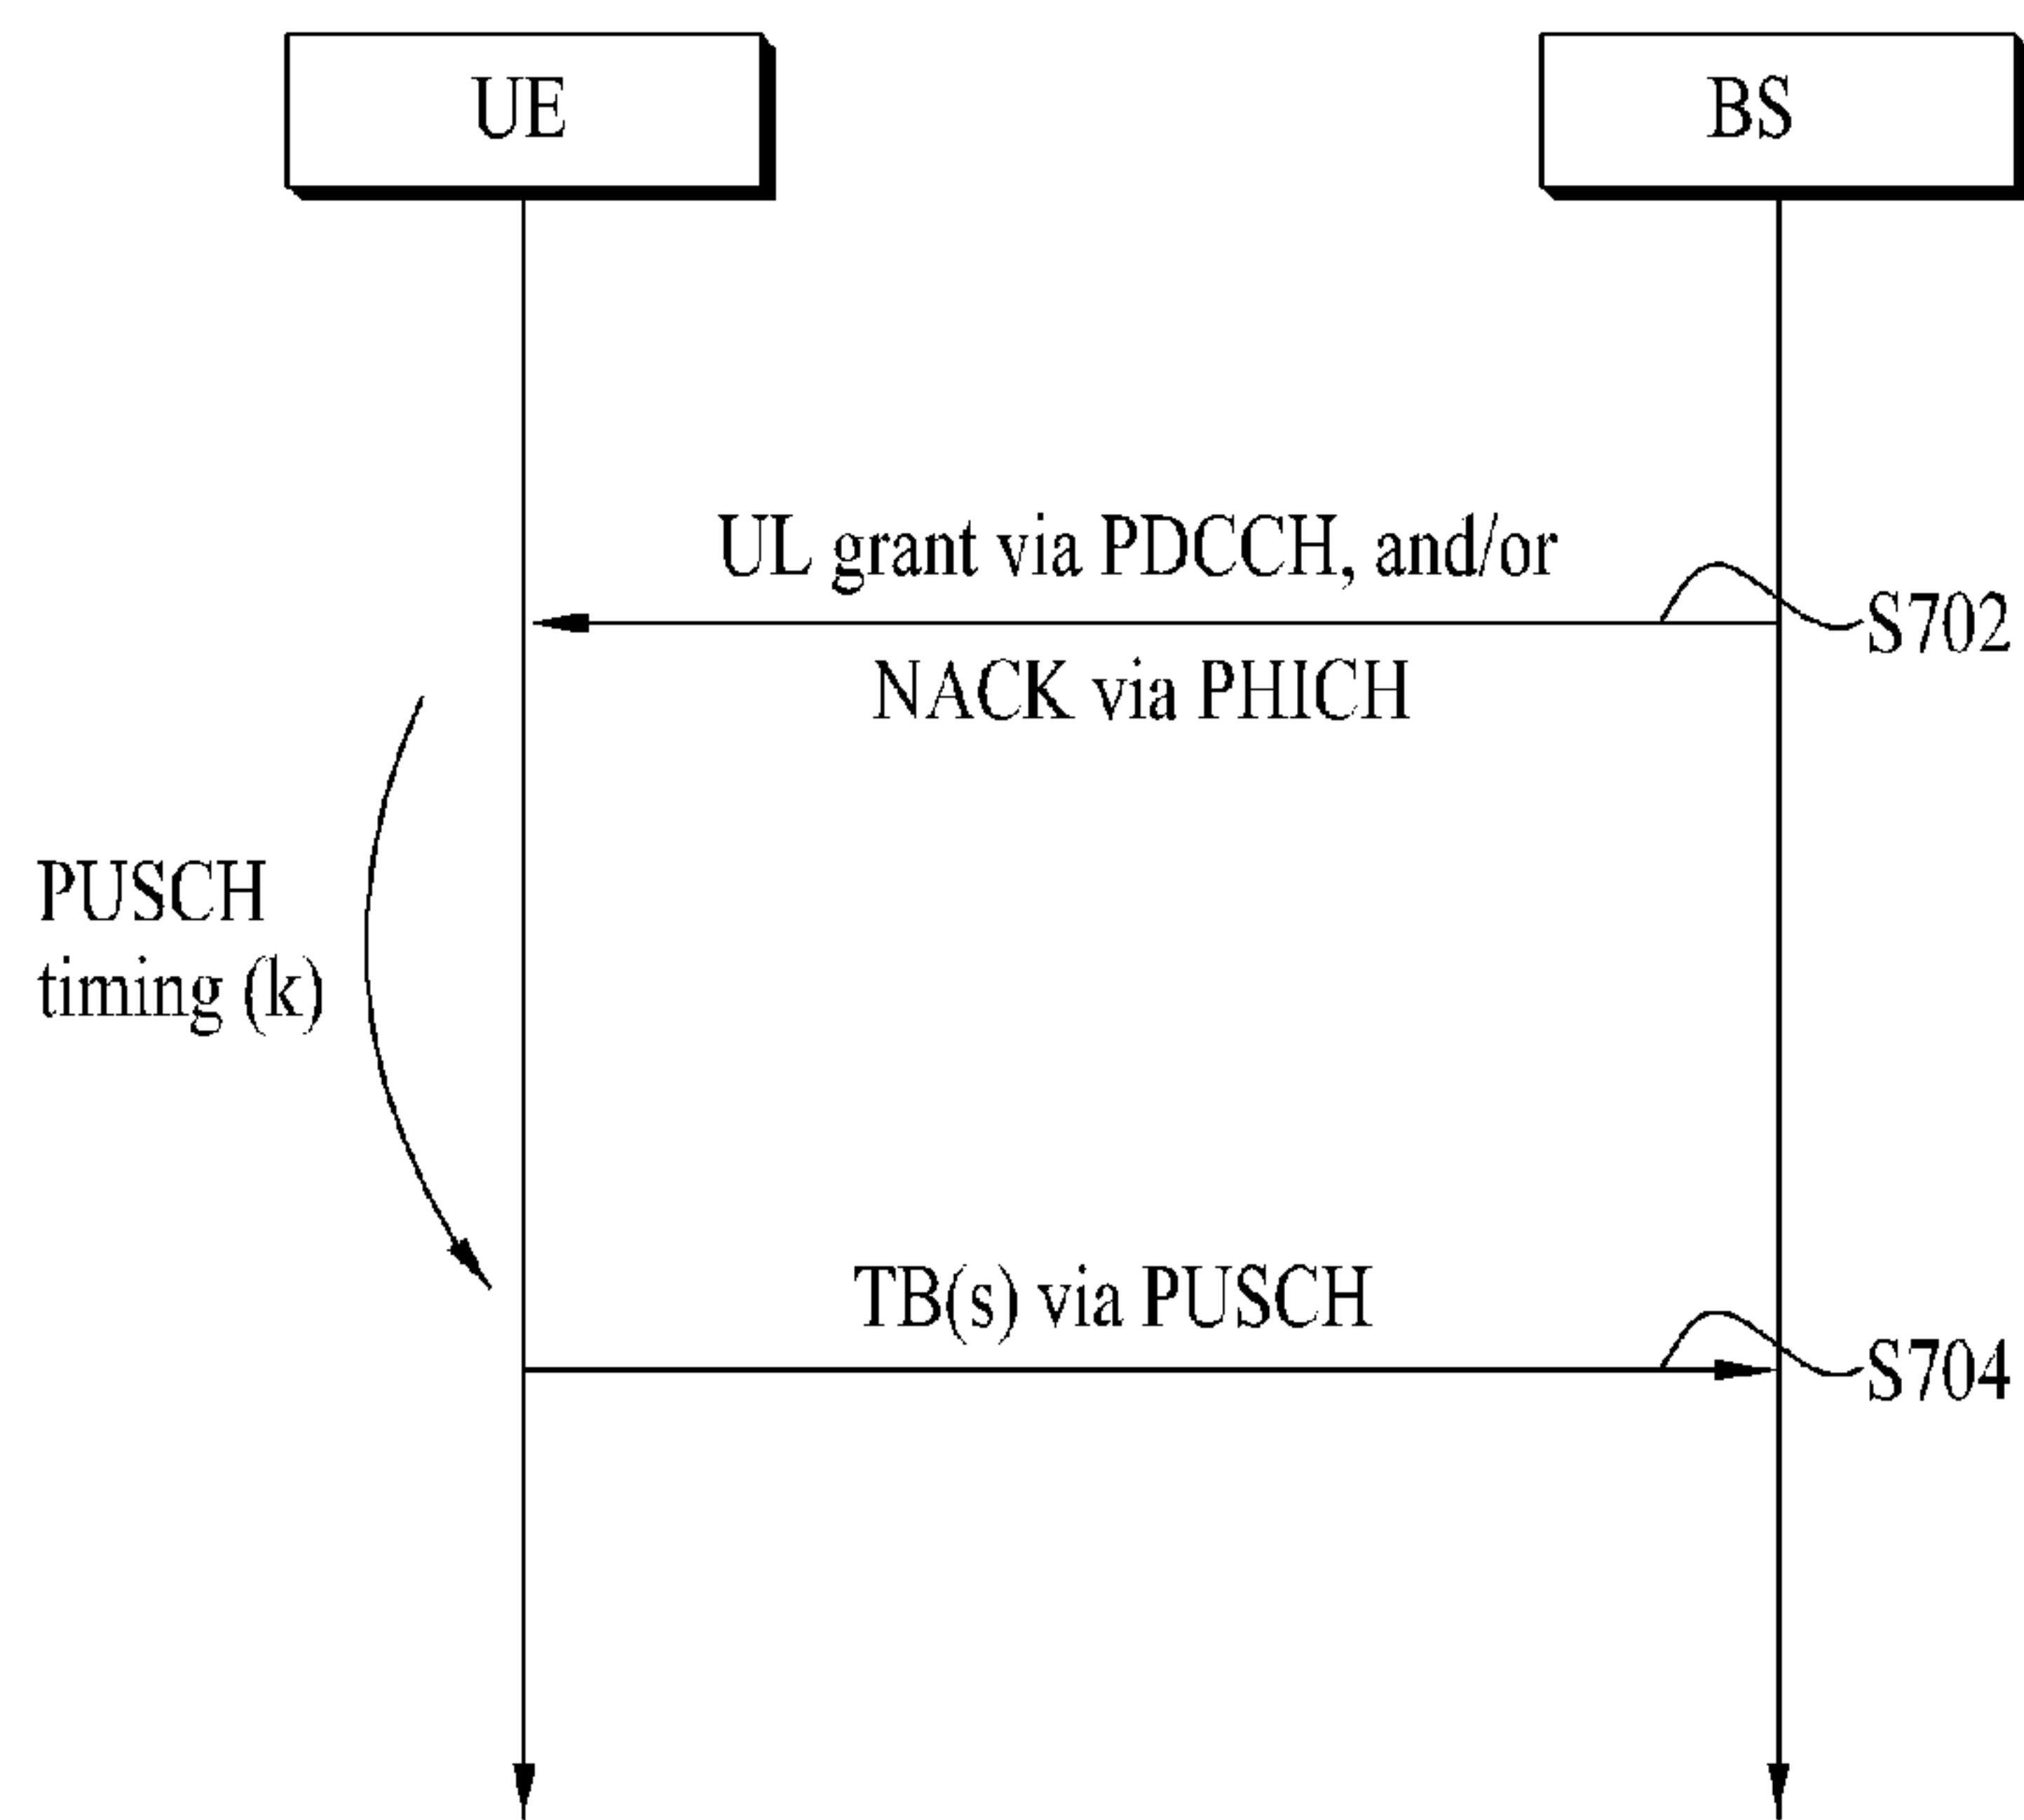 UE
BS
UL grant via PDCCH, and/or
S702
NACK via PHICH
PUSCH
timing (k)
TB(s) via PUSCH
S704